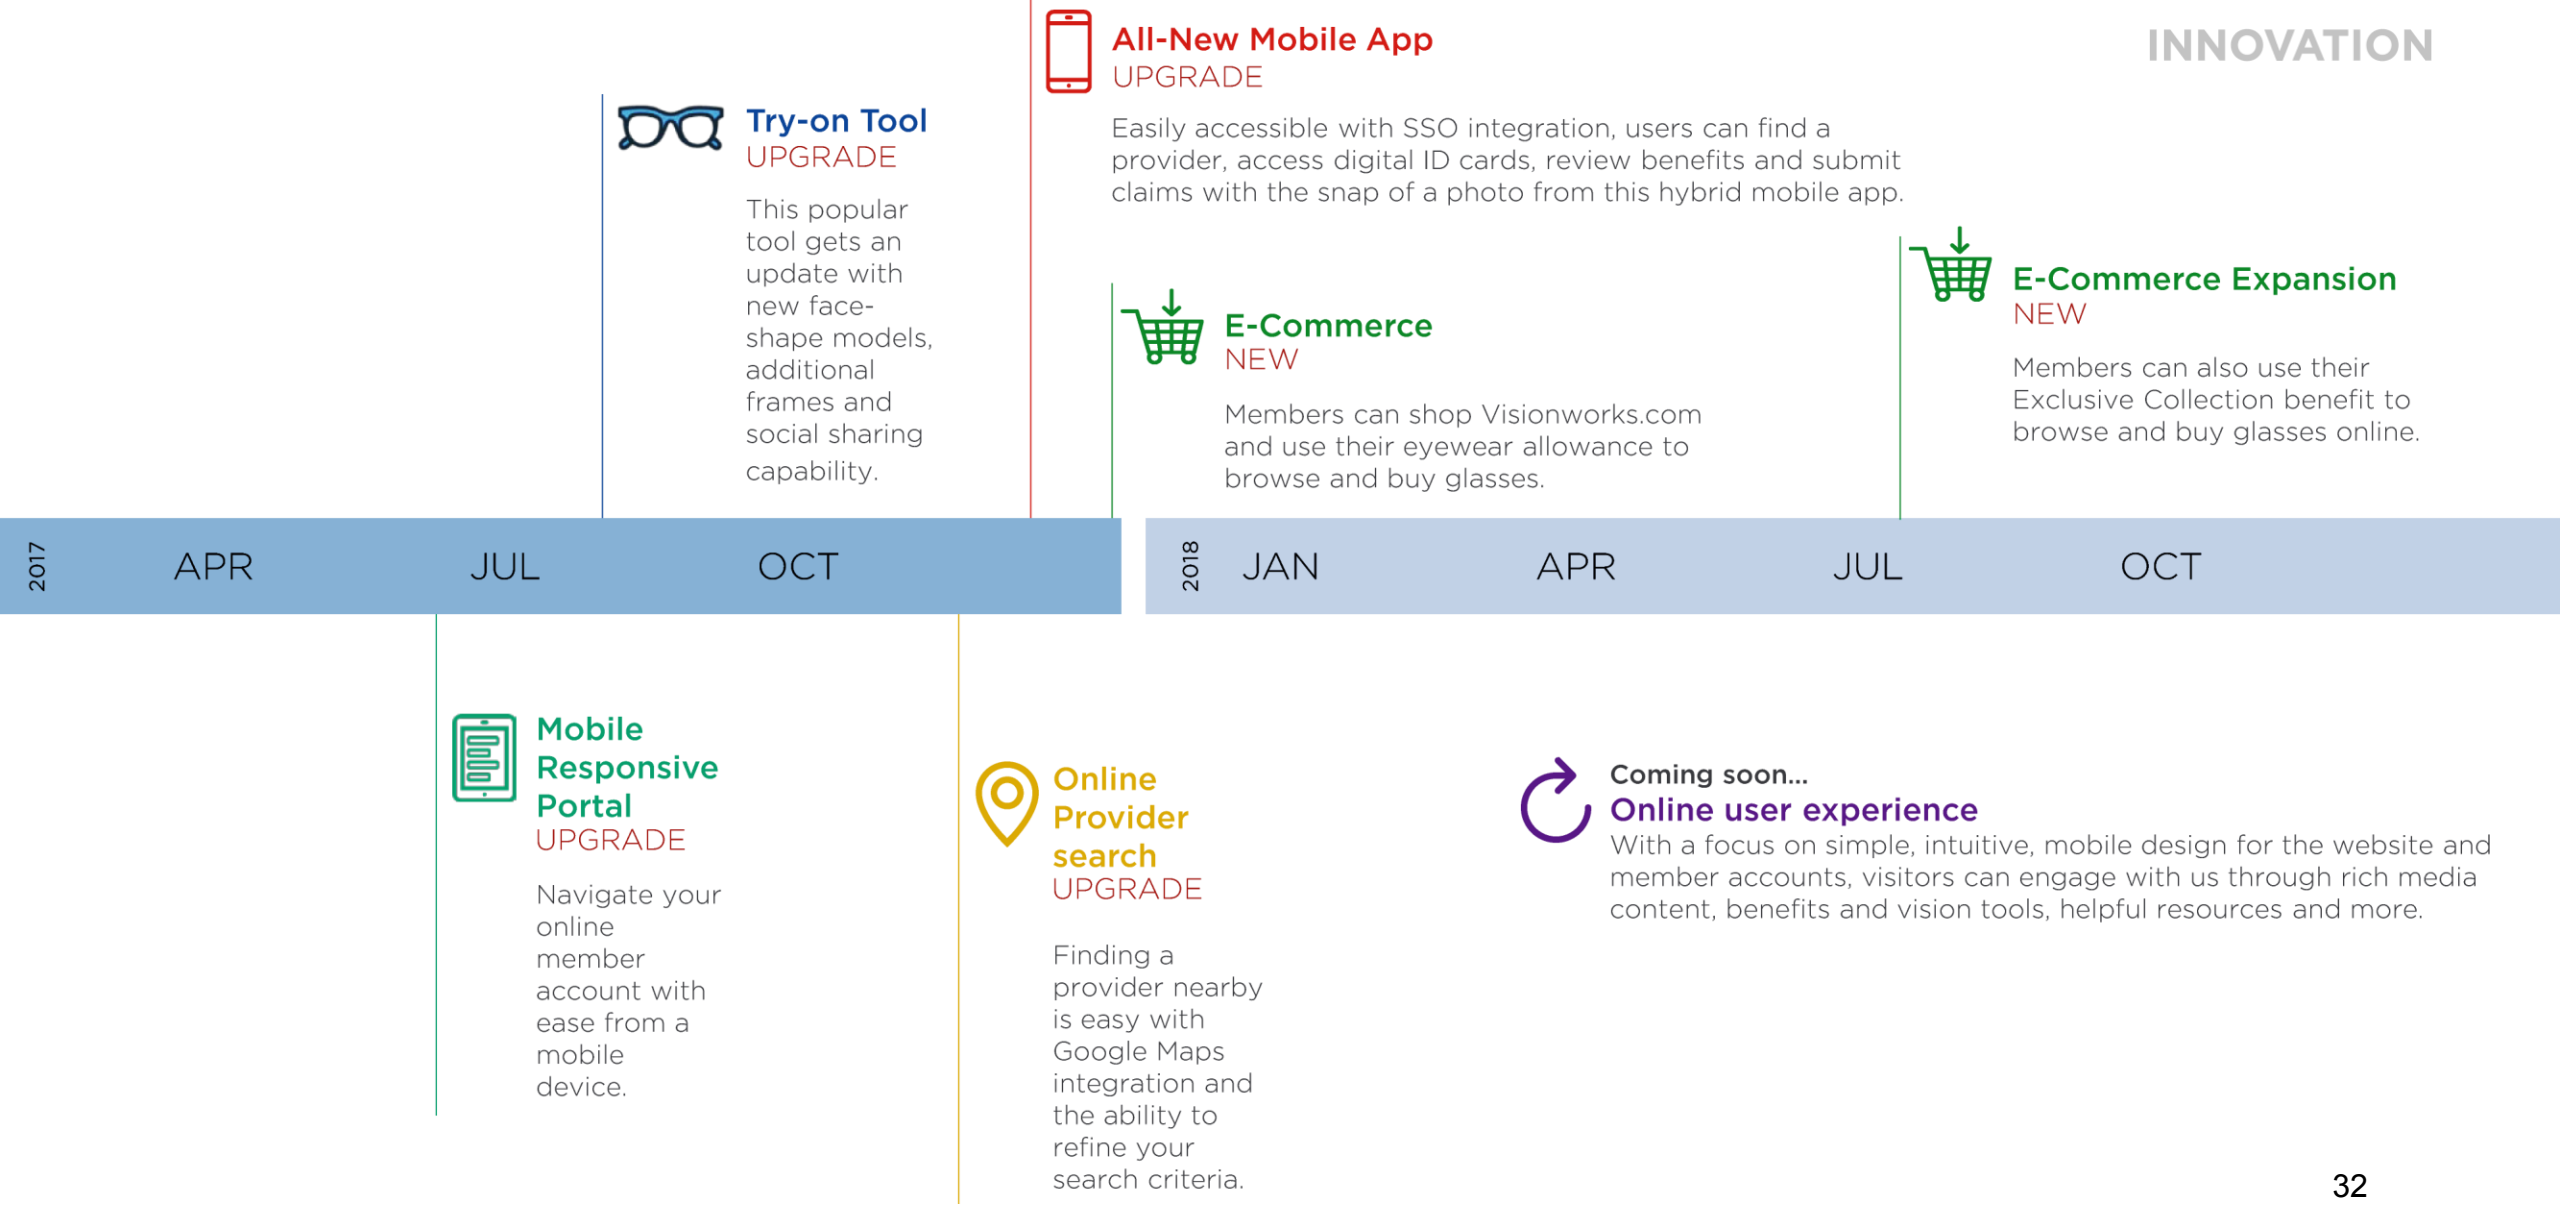 INNOVATION
All-New Mobile App
UPGRADE
Easily accessible with SSO integration, users can find a
provider, access digital ID cards, review benefits and submit
claims with the snap of a photo from this hybrid mobile app.
Try-on Tool
UPGRADE
This popular
tool gets an
update with
new face-
shape models,
additional
frames and
social sharing
capability.
E-Commerce
NEW
Members can shop Visionworks.com
and use their eyewear allowance to
browse and buy glasses.
E-Commerce Expansion
NEW
Members can also use their
Exclusive Collection benefit to
browse and buy glasses online.
2017 APR JUL OCT 2018 JAN APR JUL OCT
Mobile
Responsive
Portal
UPGRADE
Navigate your
online
member
account with
ease from a
mobile
device.
Online
Provider
search
UPGRADE
Finding a
provider nearby
is easy with
Google Maps
integration and
the ability to
refine your
search criteria.
Coming soon...
Online user experience
With a focus on simple, intuitive, mobile design for the website and
member accounts, visitors can engage with us through rich media
content, benefits and vision tools, helpful resources and more.
32